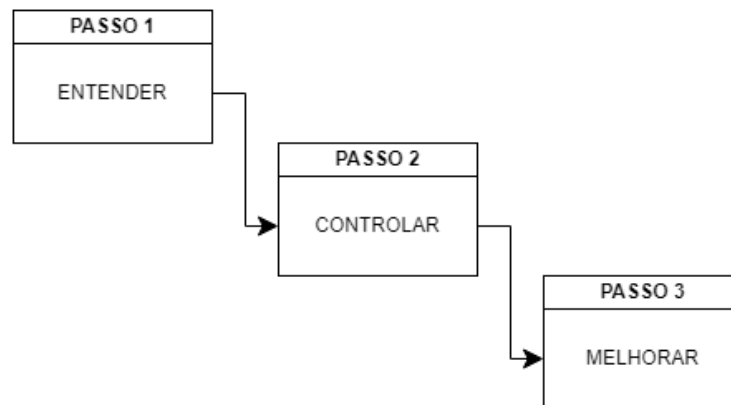 PASSO 1
ENTENDER
PASSO 2
CONTROLAR
PASSO 3
MELHORAR